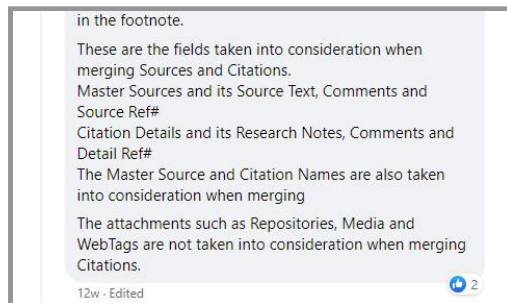 in the footnote.
These are the fields taken into consideration when
merging Sources and Citations.
Master Sources and its Source Text, Comments and
Source Ref#
Citation Details and its Research Notes, Comments and
Detail Ref#
The Master Source and Citation Names are also taken
into consideration when merging
The attachments such as Repositories, Media and
WebTags are not taken into consideration when merging
Citations.
2
12w · Edited